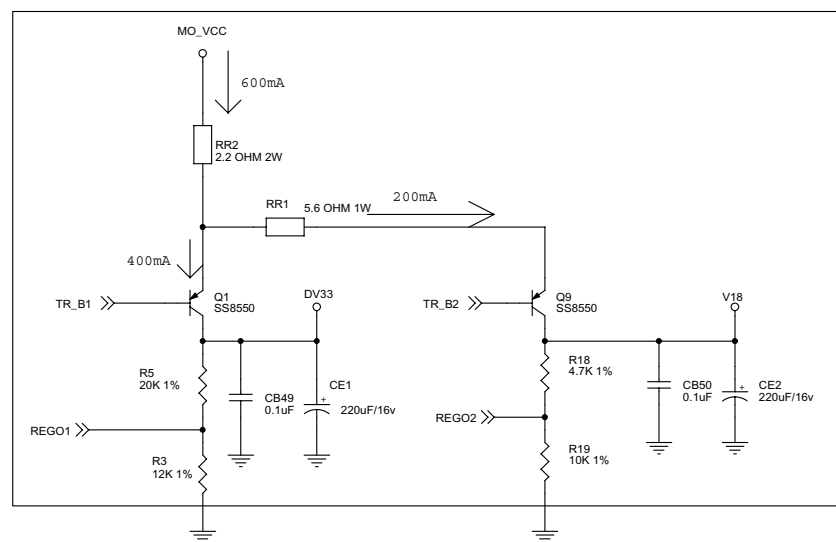 MO_VCC
600mA
RR2
2.2 OHM 2W
RR1
5.6 OHM 1W
200mA
400mA
TR_B1
Q1
SS8550
DV33
TR_B2
Q9
SS8550
V18
R5
20K 1%
CB49
0.1uF
CE1
+
220uF/16v
R18
4.7K 1%
CB50
0.1uF
CE2
+
220uF/16v
REGO1
REGO2
R3
12K 1%
R19
10K 1%